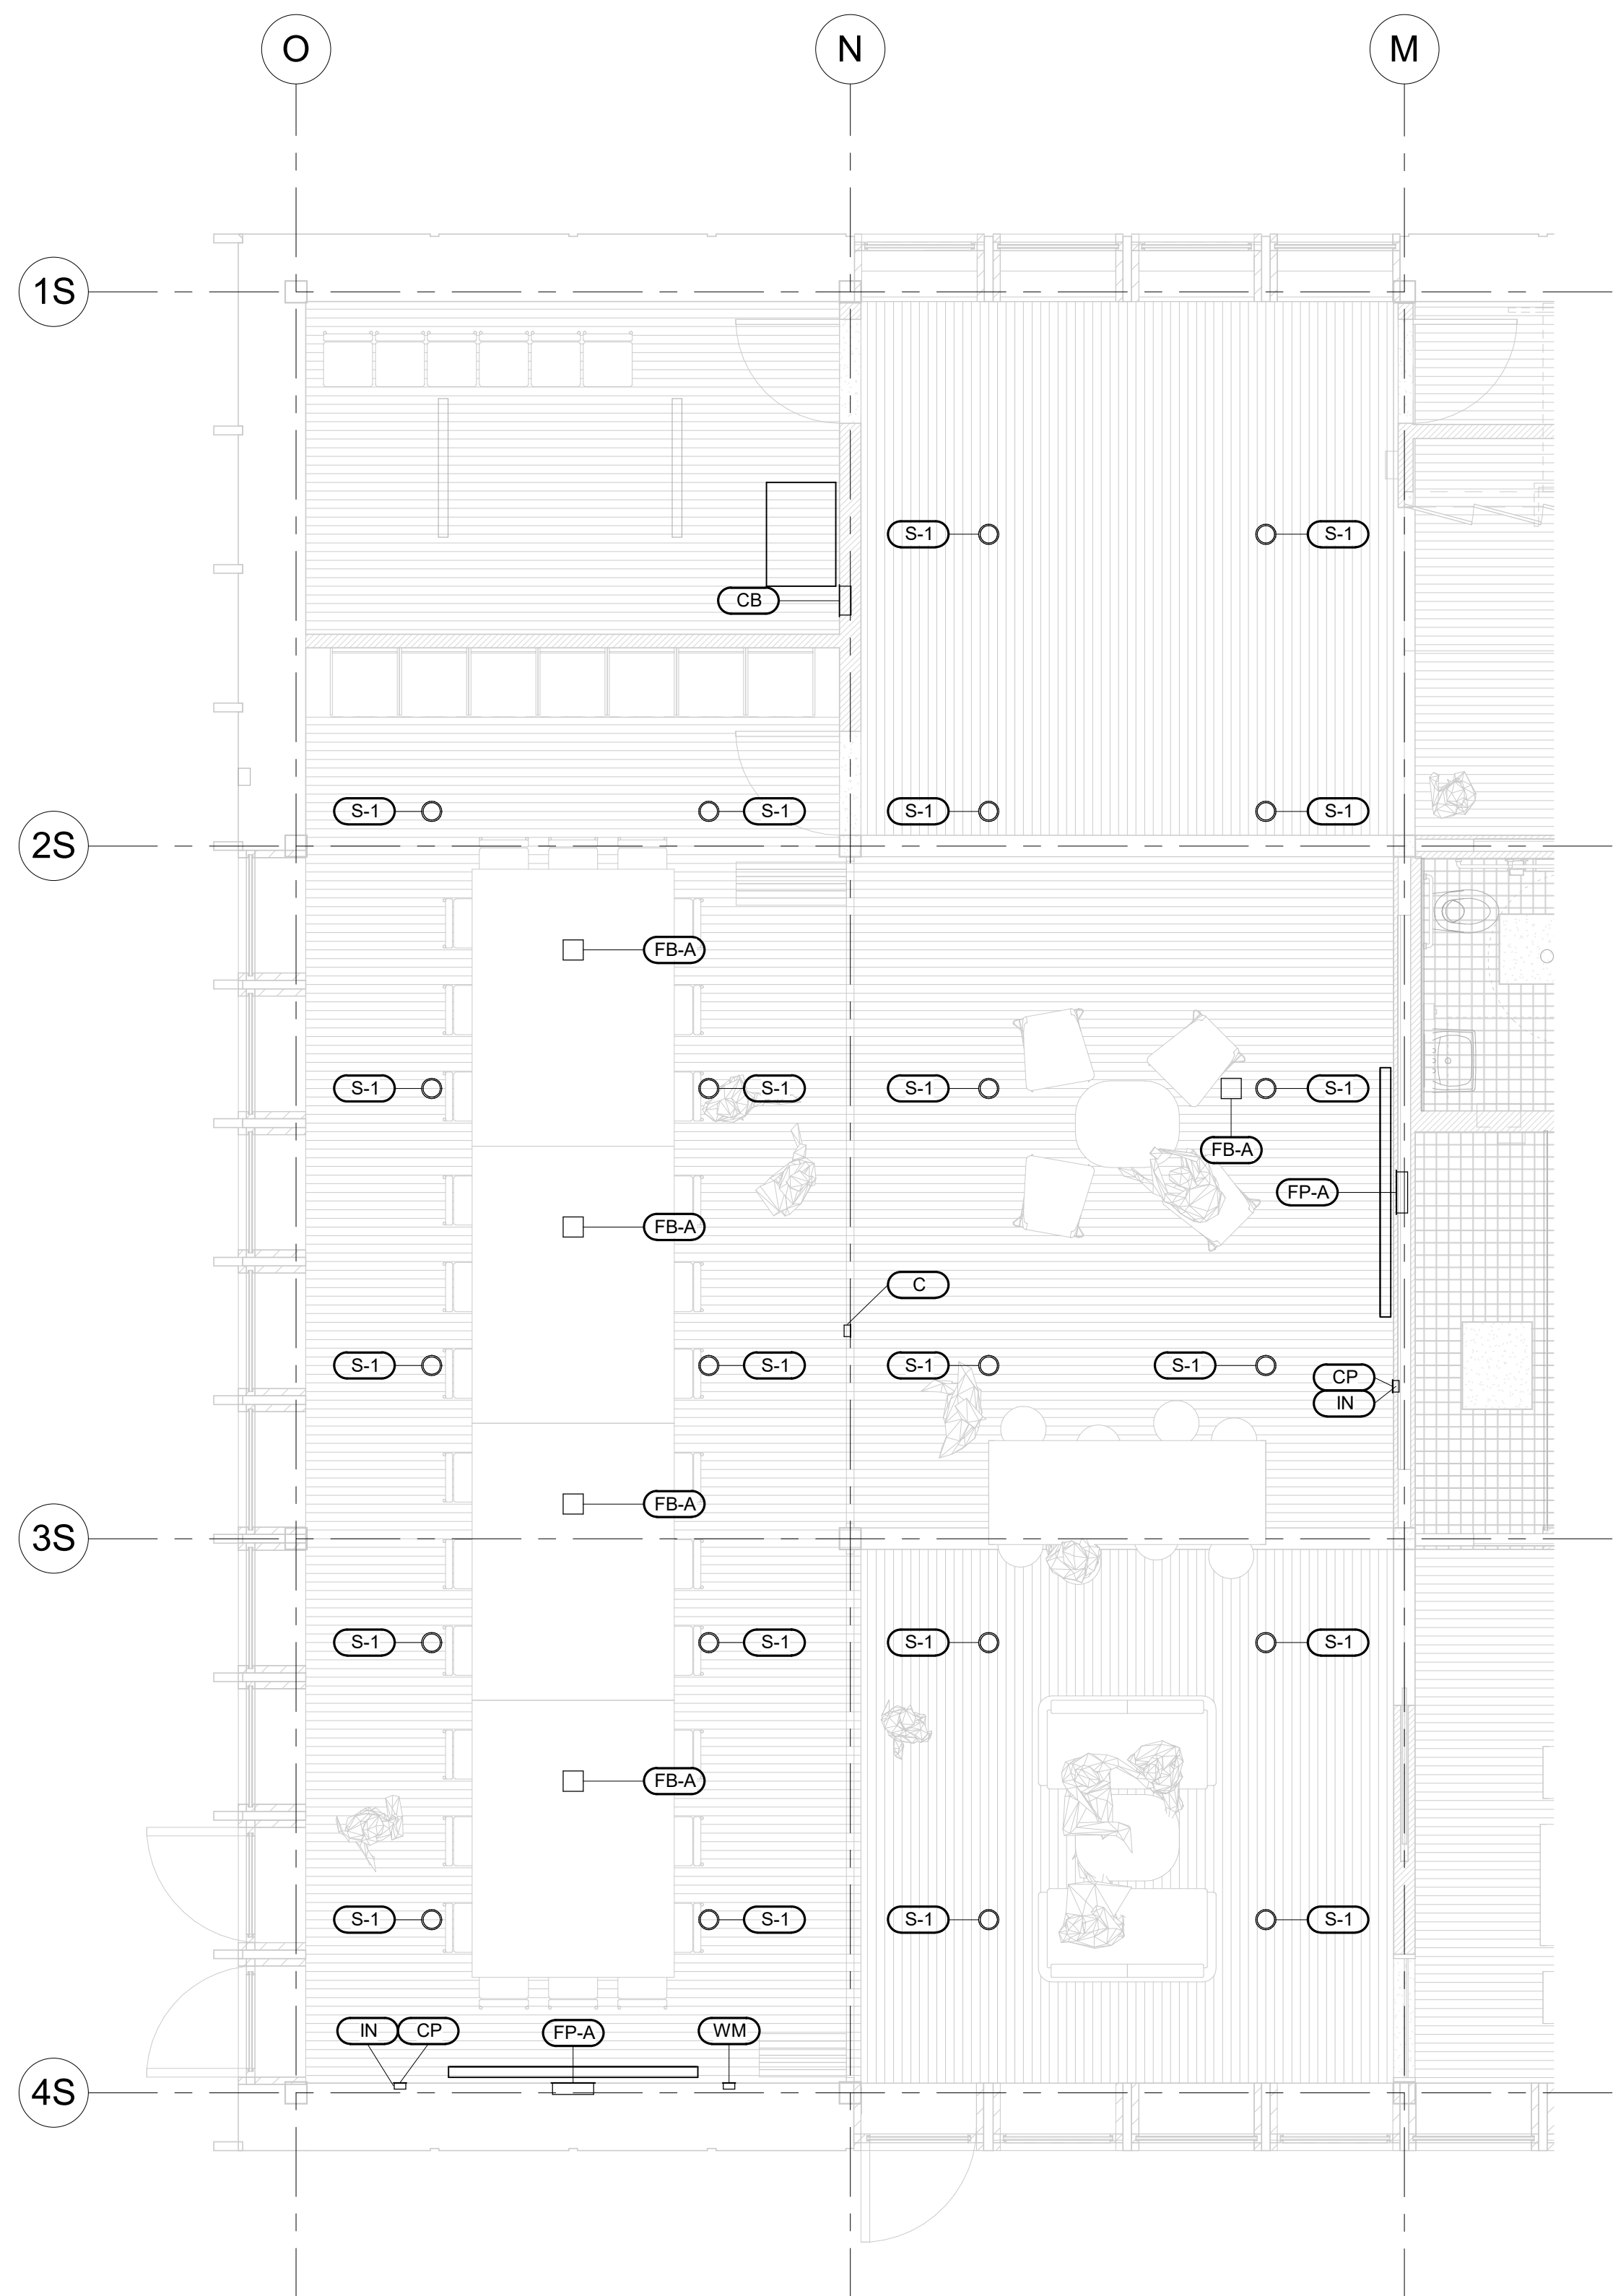 O N M
1S
S-1 S-1
CB
S-1 S-1 S-1 S-1
2S
FB-A
S-1 S-1 S-1 S-1
FB-A
FP-A
FB-A
C
S-1 S-1 S-1 S-1
CP
IN
FB-A
3S
S-1 S-1 S-1 S-1
FB-A
S-1 S-1 S-1 S-1
IN CP FP-A WM
4S